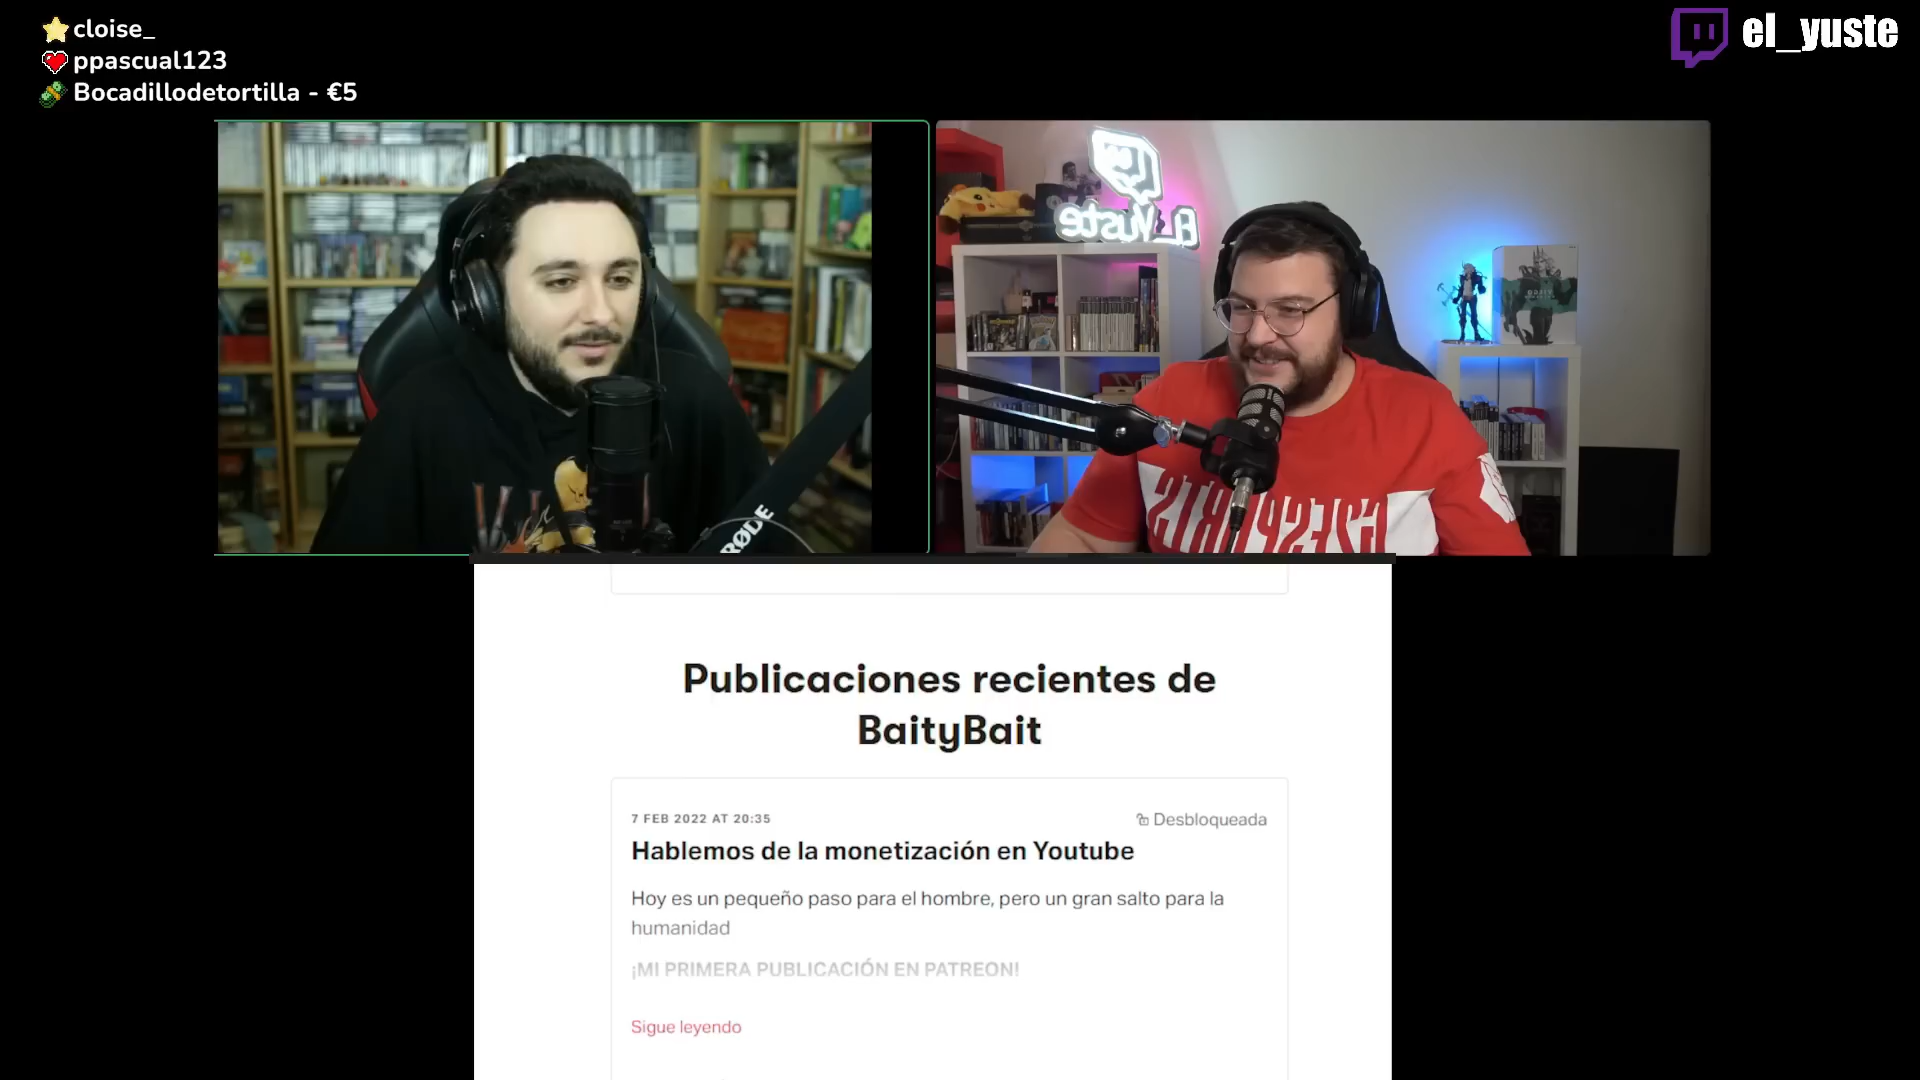 cloise_
ppascual123
Bocadillodetortilla - €5
el_yuste
El_Yuste
RØDE
G2ESPORTS
Publicaciones recientes de
BaityBait
7 FEB 2022 AT 20:35
Desbloqueada
Hablemos de la monetización en Youtube
Hoy es un pequeño paso para el hombre, pero un gran salto para la
humanidad
¡MI PRIMERA PUBLICACIÓN EN PATREON!
Sigue leyendo